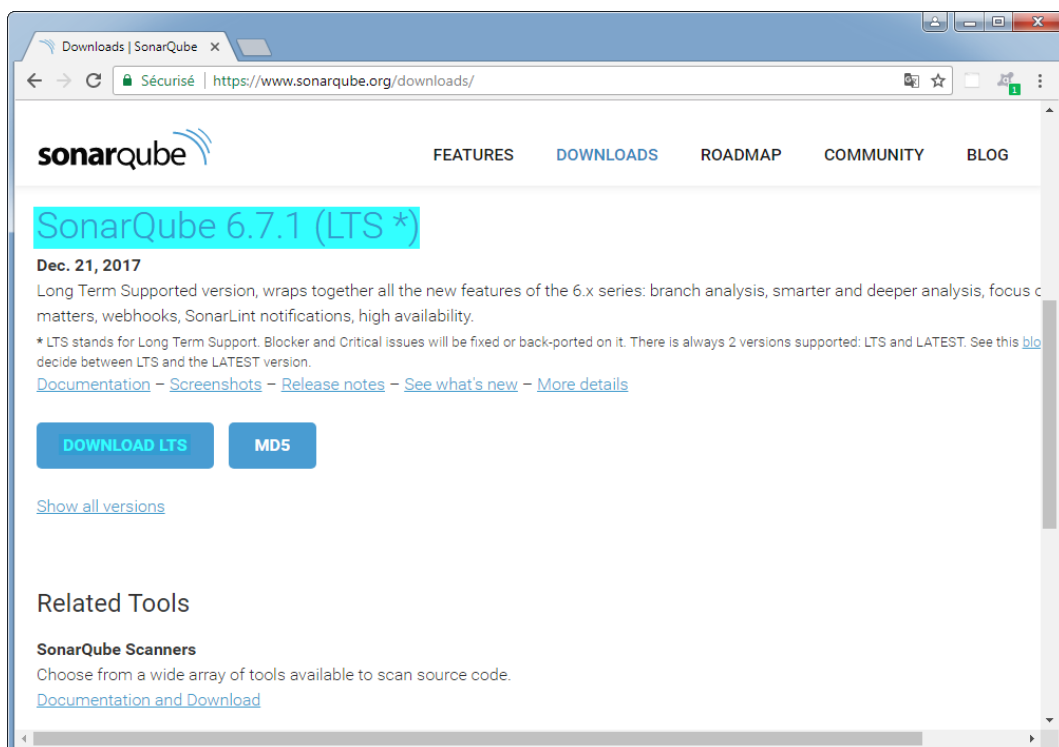 Downloads | SonarQube
Sécurisé | https://www.sonarqube.org/downloads/
1
sonarqube FEATURES DOWNLOADS ROADMAP COMMUNITY BLOG
SonarQube 6.7.1 (LTS *)
Dec. 21, 2017
Long Term Supported version, wraps together all the new features of the 6.x series: branch analysis, smarter and deeper analysis, focus
matters, webhooks, SonarLint notifications, high availability.
* LTS stands for Long Term Support. Blocker and Critical issues will be fixed or back-ported on it. There is always 2 versions supported: LTS and LATEST. See this blo
decide between LTS and the LATEST version.
Documentation – Screenshots – Release notes – See what's new – More details
DOWNLOAD LTS MD5
Show all versions
Related Tools
SonarQube Scanners
Choose from a wide array of tools available to scan source code.
Documentation and Download